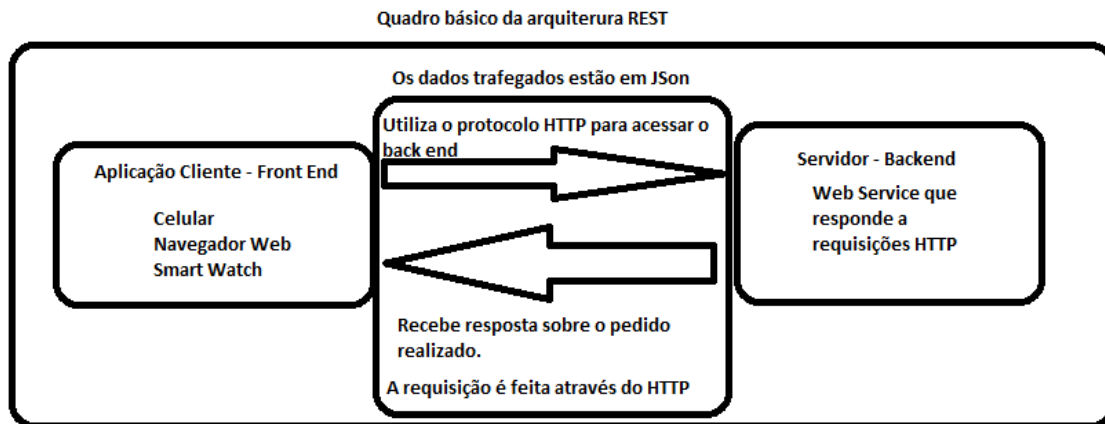 Quadro básico da arquiterura REST
Os dados trafegados estão em JSon
Utiliza o protocolo HTTP para acessar o
back end
Aplicação Cliente - Front End
Celular
Navegador Web
Smart Watch
Servidor - Backend
Web Service que
responde a
requisições HTTP
Recebe resposta sobre o pedido
realizado.
A requisição é feita através do HTTP